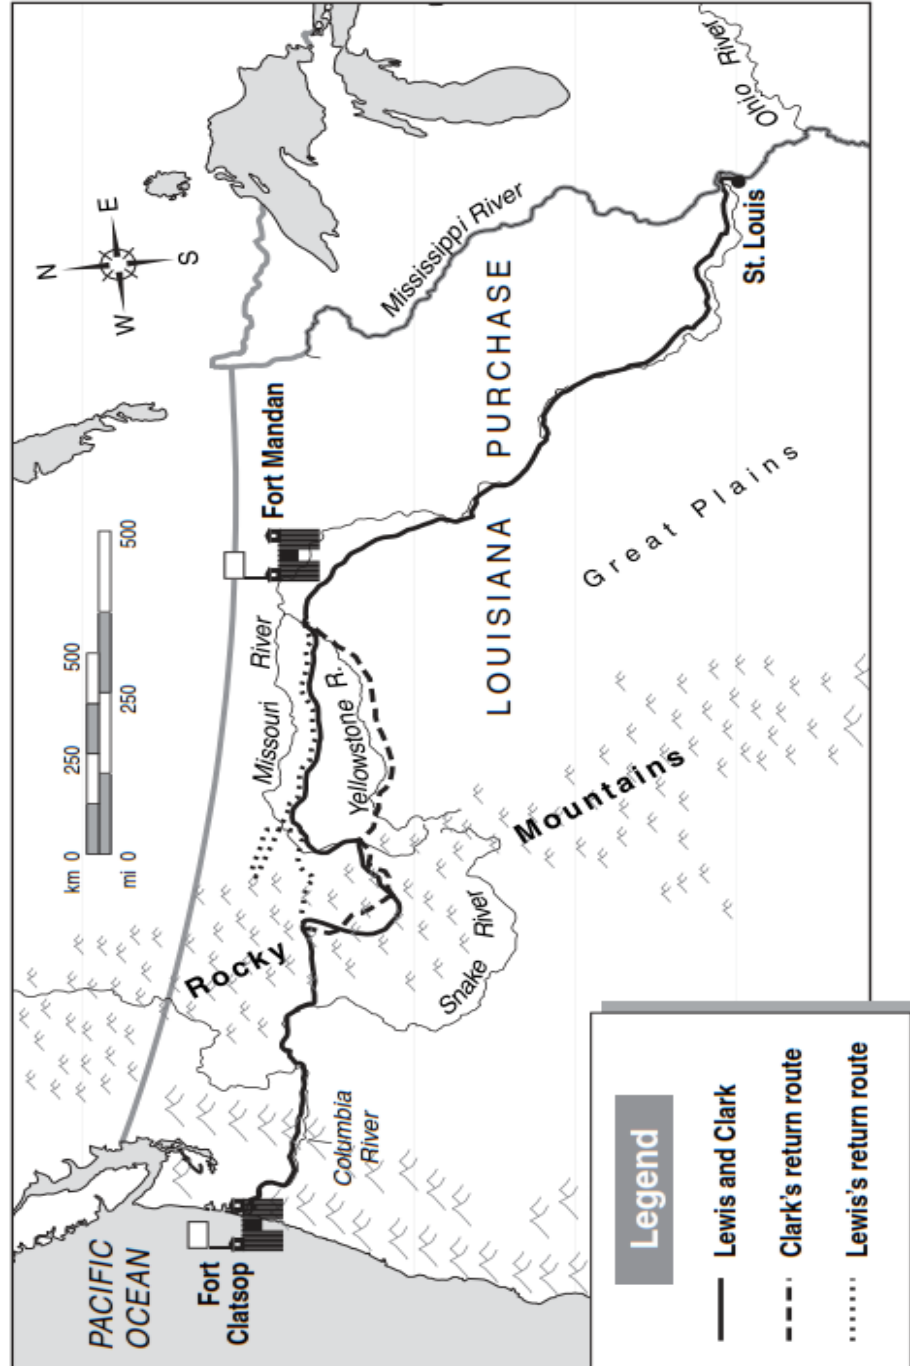 N
E
S
W
km 0
250
500
mi 0
250
500
PACIFIC
OCEAN
Fort
Clatsop
Columbia
River
Rocky
Mountains
Snake
River
Missouri River
Yellowstone R.
Fort Mandan
LOUISIANA PURCHASE
Great Plains
Mississippi River
St. Louis
Ohio River
Legend
Lewis and Clark
Clark's return route
Lewis's return route